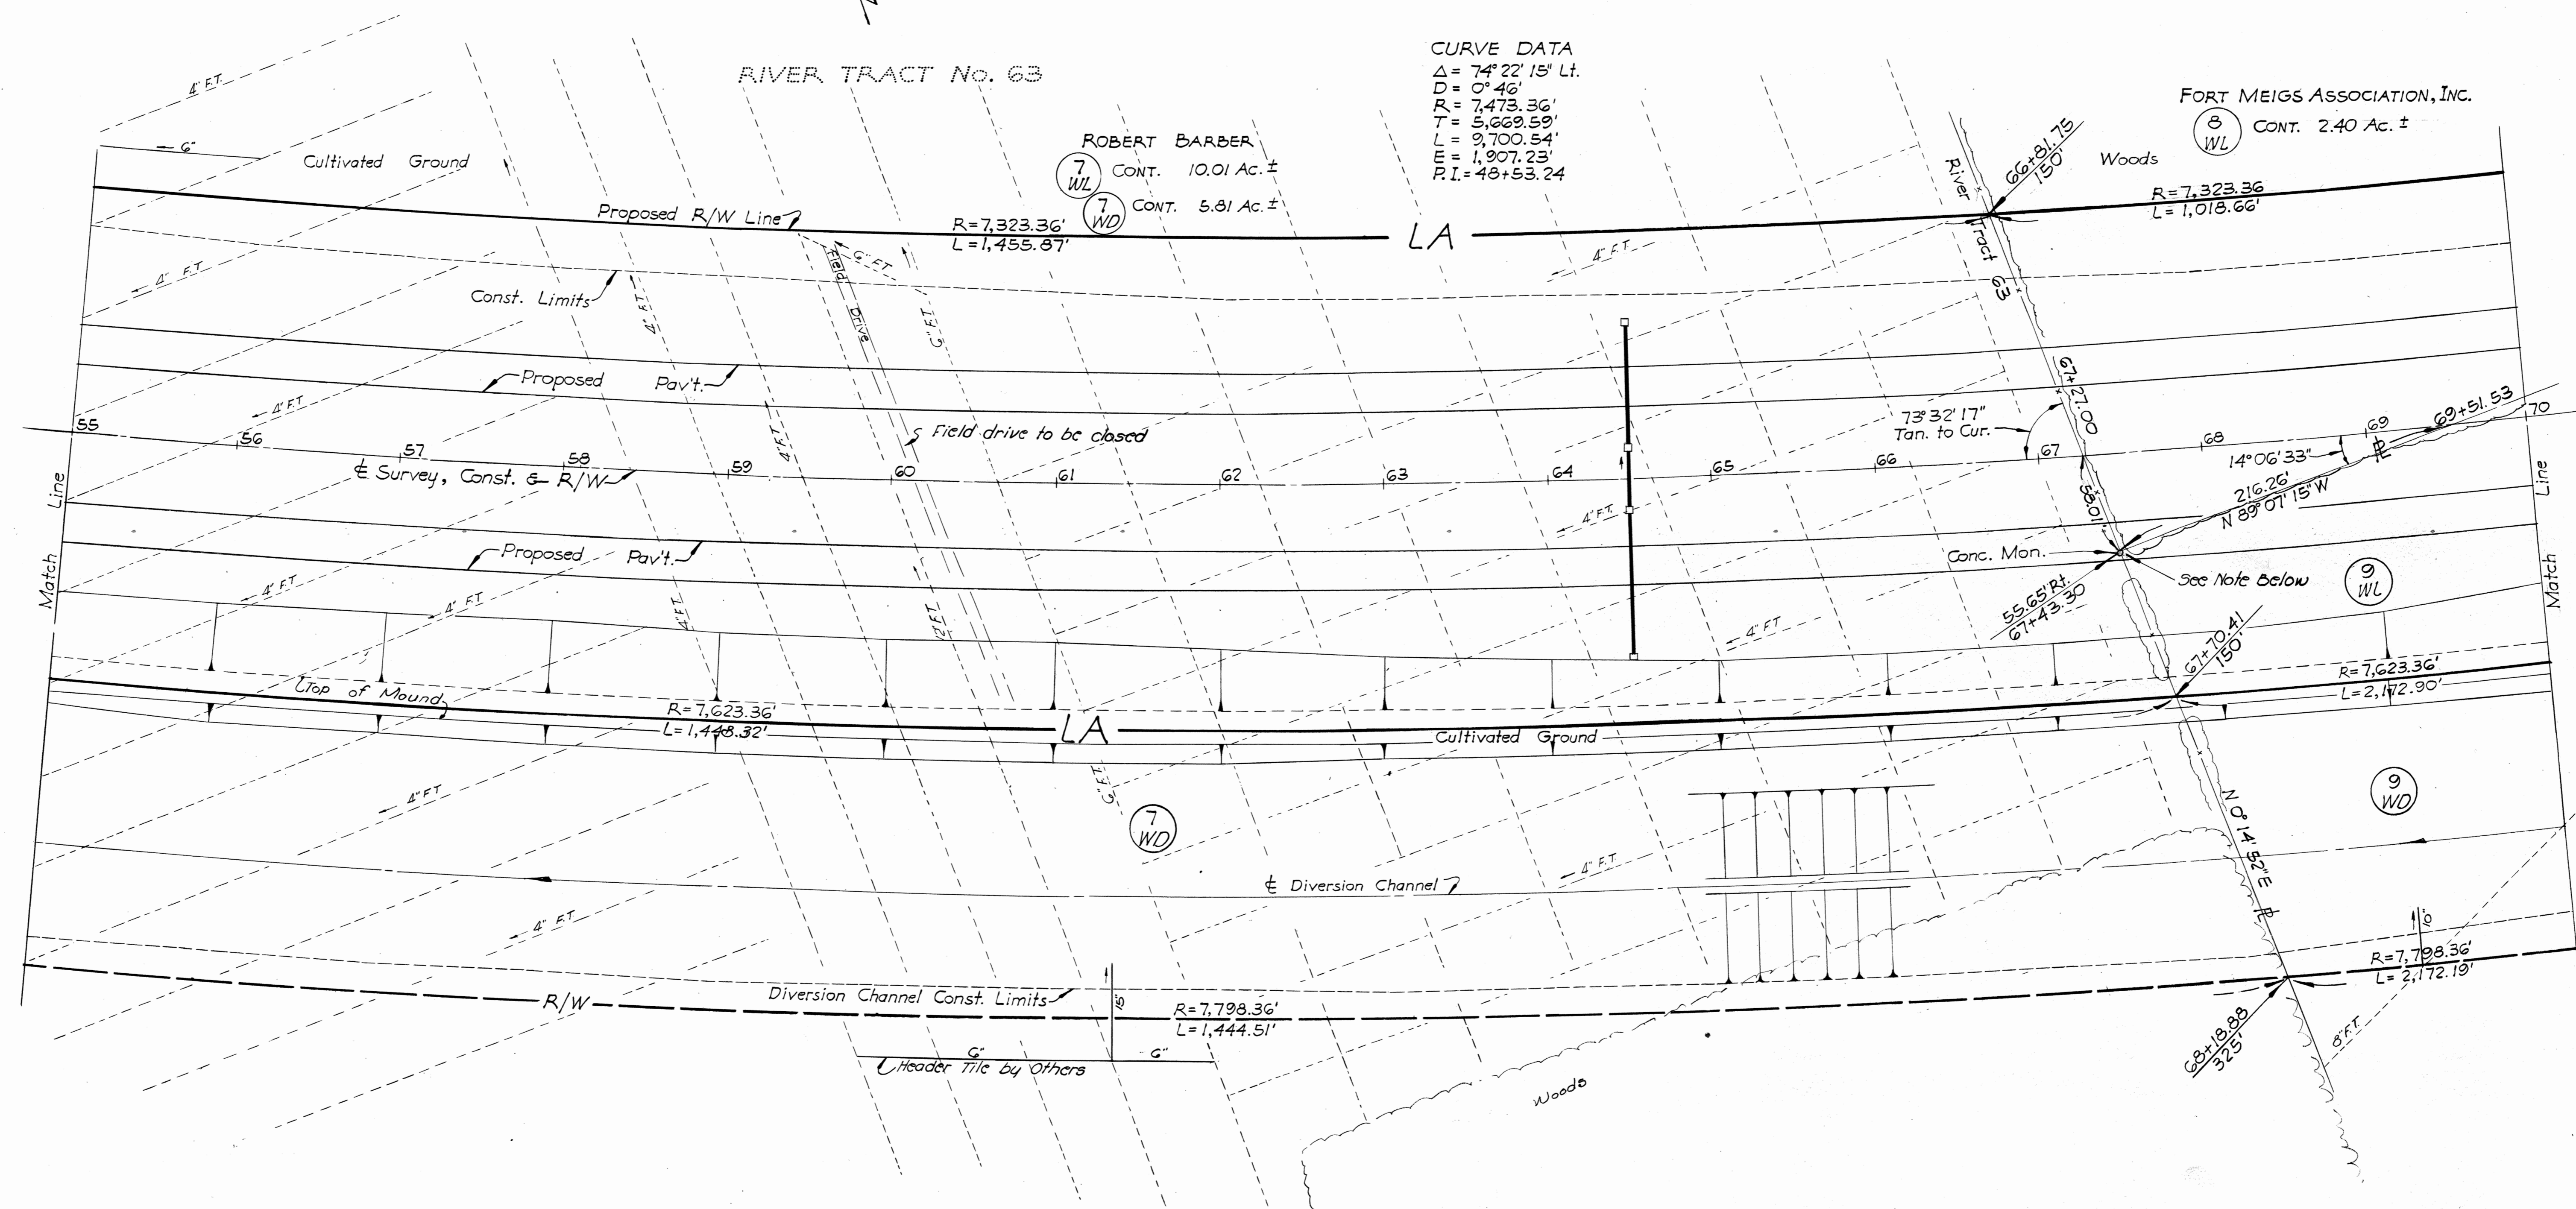 RIVER TRACT No. 63
CURVE DATA
Δ = 74° 22' 15" Lt.
D = 0° 46'
R = 7,473.36'
T = 5,669.59'
L = 9,700.54'
E = 1,907.23'
P.I. = 48+53.24
FORT MEIGS ASSOCIATION, INC.
8
WL
CONT. 2.40 Ac. ±
ROBERT BARBER
7
WL
CONT. 10.01 Ac. ±
7
WD
CONT. 5.81 Ac. ±
4" F.T.
6"
Cultivated Ground
Proposed R/W Line
R=7,323.36'
L=1,455.87'
LA
4" F.T.
River Tract 63
66+81.75
150'
Woods
R=7,323.36
L=1,018.66'
4" F.T
Const. Limits
4" F.T
Field Drive
6" F.T
6" F.T
Proposed Pav't.
4" F.T
4" F.T
Field drive to be closed
67+27.00
73° 32' 17"
Tan. to Cur.
55
56
57
58
59
60
61
62
63
64
65
66
67
68
69
70
69+51.53
℄ Survey, Const. & R/W
14° 06' 33"
℄
216.26'
N 89° 07' 15" W
58.01'
Match Line
Match Line
4" F.T.
Proposed Pav't.
Conc. Mon.
See Note Below
9
WL
55.65' Rt.
67+43.30
4" F.T
4" F.T
4" F.T
12" F.T
4" F.T
67+70.41
150'
R=7,623.36'
L=2,172.90'
Top of Mound
R=7,623.36'
L=1,448.32'
LA
Cultivated Ground
6" F.T
4" F.T
7
WD
9
WD
N 0° 14' 52" E
℄ Diversion Channel
4" F.T.
4" F.T
10"
R=7,798.36'
L=2,172.19'
R/W
Diversion Channel Const. Limits
15"
R=7,798.36'
L=1,444.51'
6"
6"
Header Tile by Others
68+18.88
325'
8" F.T.
Woods